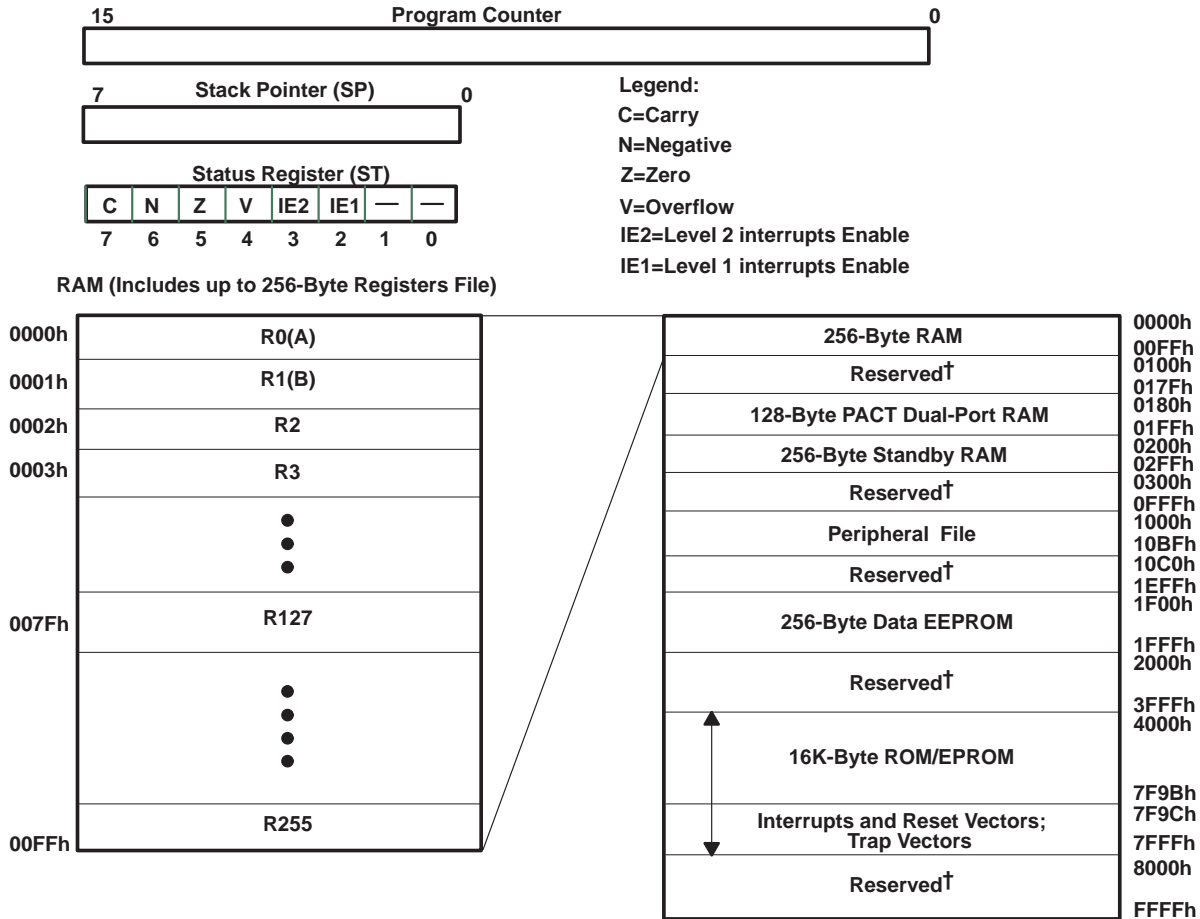 15 Program Counter 0
7 Stack Pointer (SP) 0
Status Register (ST)
C N Z V IE2 IE1 — —
7 6 5 4 3 2 1 0
Legend:
C=Carry
N=Negative
Z=Zero
V=Overflow
IE2=Level 2 interrupts Enable
IE1=Level 1 interrupts Enable
RAM (Includes up to 256-Byte Registers File)
0000h R0(A)
0001h R1(B)
0002h R2
0003h R3
007Fh R127
R255
00FFh
256-Byte RAM 0000h
00FFh
Reserved† 0100h
017Fh
128-Byte PACT Dual-Port RAM 0180h
01FFh
256-Byte Standby RAM 0200h
02FFh
Reserved† 0300h
0FFFh
Peripheral File 1000h
10BFh
Reserved† 10C0h
1EFFh
256-Byte Data EEPROM 1F00h
1FFFh
Reserved† 2000h
3FFFh
16K-Byte ROM/EPROM 4000h
7F9Bh
Interrupts and Reset Vectors; 7F9Ch
Trap Vectors 7FFFh
Reserved† 8000h
FFFFh